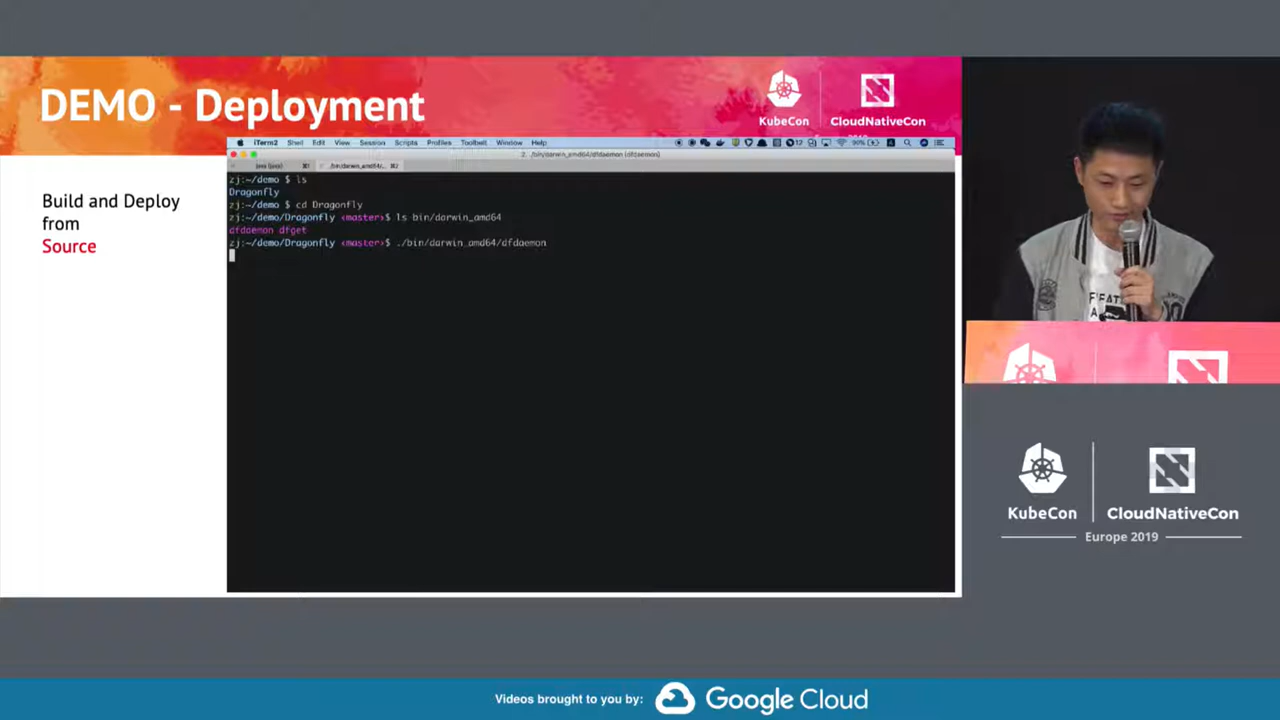 DEMO - Deployment
KubeCon
CloudNativeCon
Build and Deploy
from
Source
iTerm2 Shell Edit View Session Scripts Profiles Toolbelt Window Help
zj:~/demo $ ls
Dragonfly
zj:~/demo $ cd Dragonfly
zj:~/demo/Dragonfly ‹master›$ ls bin/darwin_amd64
dfdaemon dfget
zj:~/demo/Dragonfly ‹master›$ ./bin/darwin_amd64/dfdaemon
KubeCon
CloudNativeCon
Europe 2019
Videos brought to you by:
Google Cloud